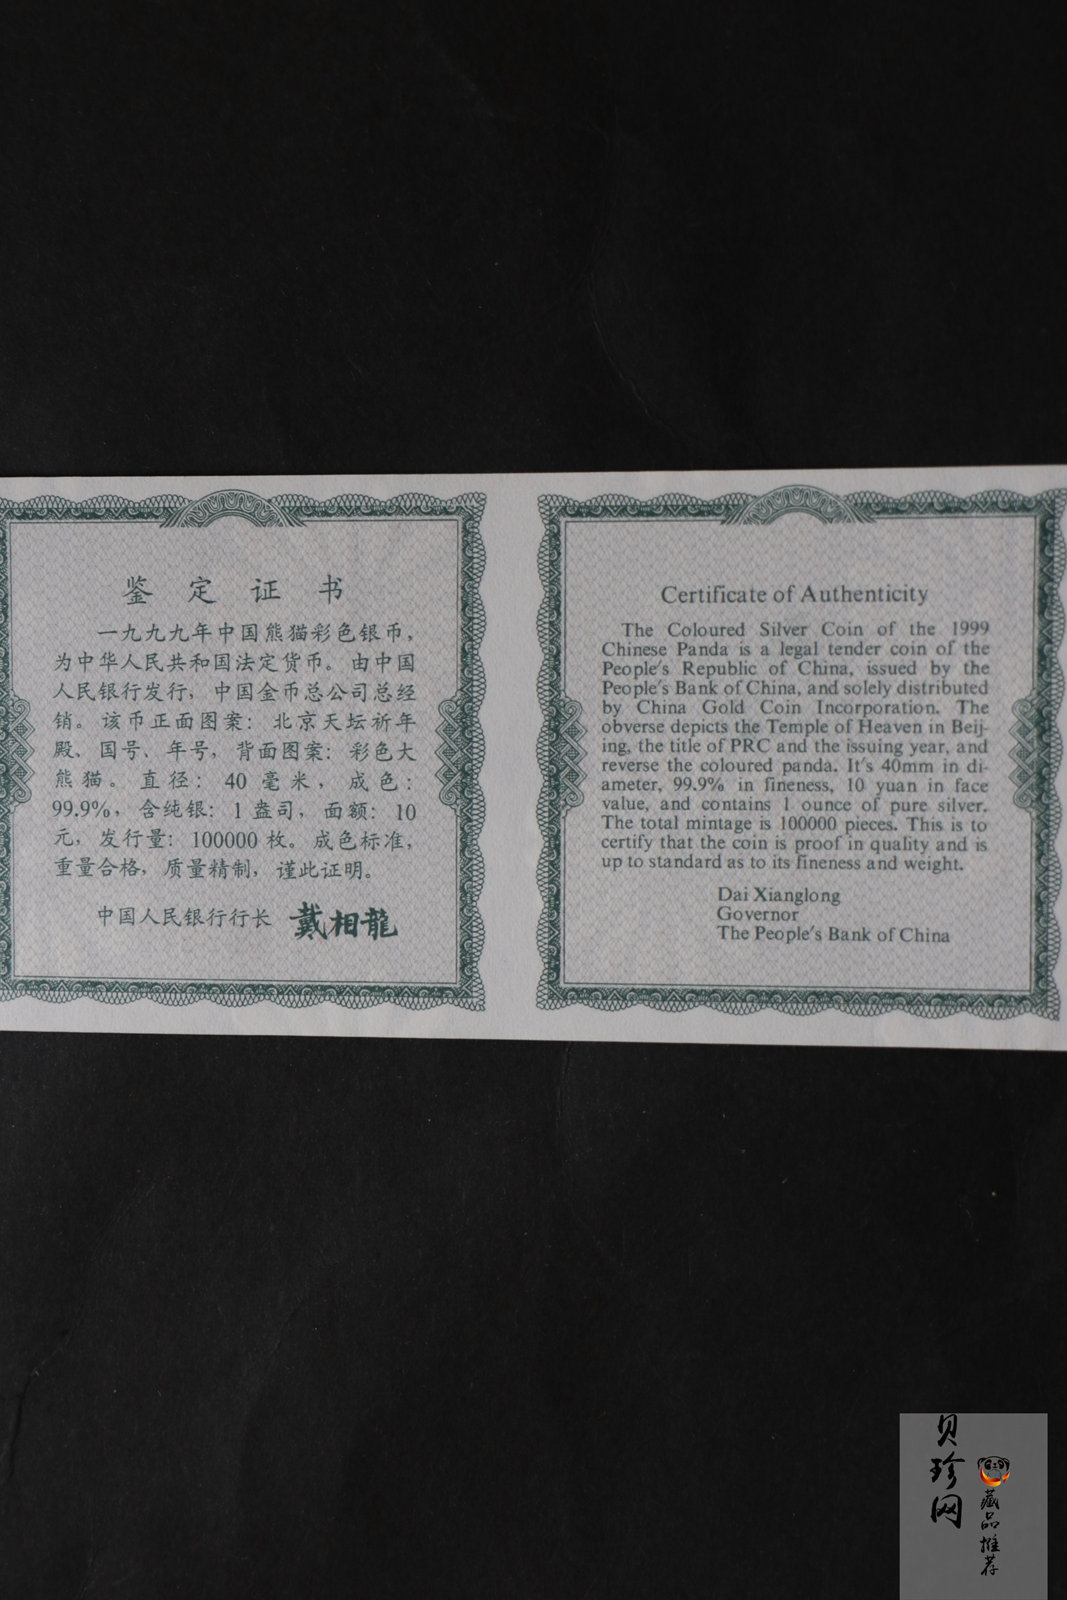 鉴定证书
一九九九年中国熊猫彩色银币，
为中华人民共和国法定货币。由中国
人民银行发行，中国金币总公司总经
销。该币正面图案：北京天坛祈年
殿、国号、年号，背面图案：彩色大
熊猫。直径：40毫米，成色：
99.9%，含纯银：1盎司，面额：10
元，发行量：100000枚。成色标准，
重量合格，质量精制，谨此证明。
中国人民银行行长 戴相龍
Certificate of Authenticity
The Coloured Silver Coin of the 1999
Chinese Panda is a legal tender coin of the
People's Republic of China, issued by the
People's Bank of China, and solely distributed
by China Gold Coin Incorporation. The
obverse depicts the Temple of Heaven in Beij-
ing, the title of PRC and the issuing year, and
reverse the coloured panda. It's 40mm in di-
ameter, 99.9% in fineness, 10 yuan in face
value, and contains 1 ounce of pure silver.
The total mintage is 100000 pieces. This is to
certify that the coin is proof in quality and is
up to standard as to its fineness and weight.
Dai Xianglong
Governor
The People's Bank of China
贝珍网
藏品推荐